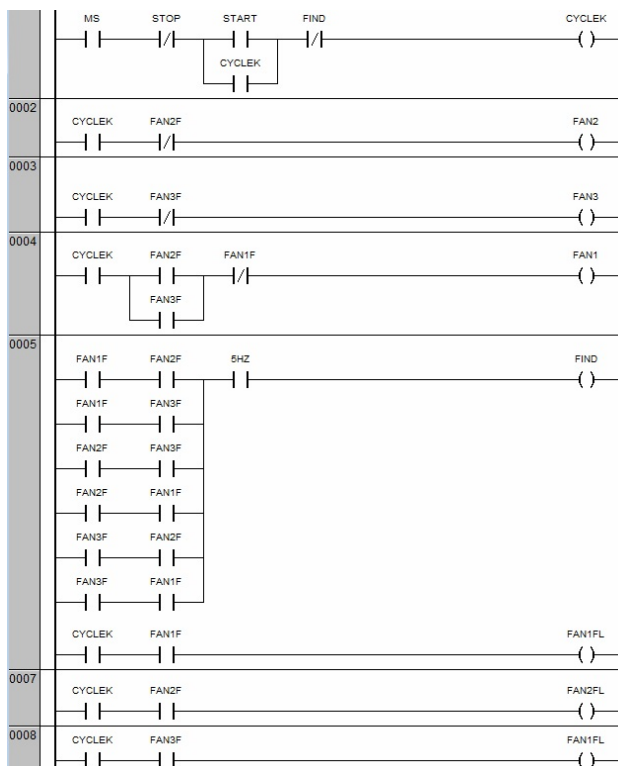 MS STOP START FIND CYCLEK
CYCLEK
0002
CYCLEK FAN2F FAN2
0003
CYCLEK FAN3F FAN3
0004
CYCLEK FAN2F FAN1F FAN1
FAN3F
0005
FAN1F FAN2F 5HZ FIND
FAN1F FAN3F
FAN2F FAN3F
FAN2F FAN1F
FAN3F FAN2F
FAN3F FAN1F
CYCLEK FAN1F FAN1FL
0007
CYCLEK FAN2F FAN2FL
0008
CYCLEK FAN3F FAN1FL